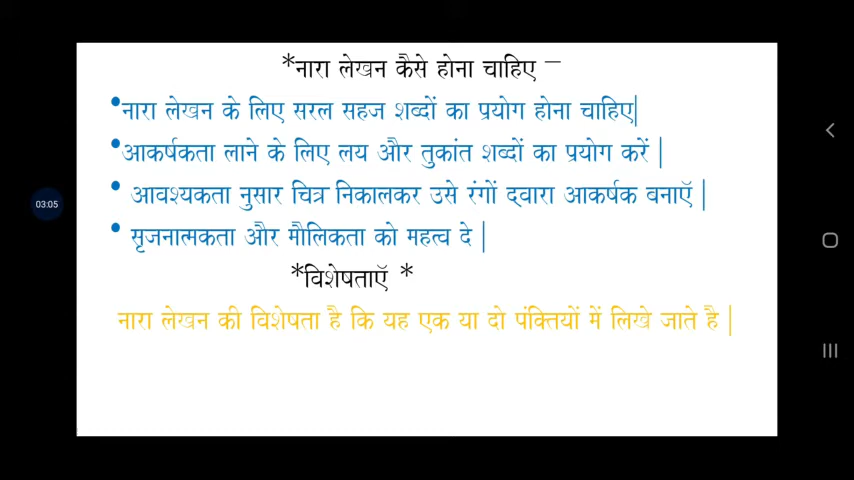 *नारा लेखन कैसे होना चाहिए –
•नारा लेखन के लिए सरल सहज शब्दों का प्रयोग होना चाहिए|
•आकर्षकता लाने के लिए लय और तुकांत शब्दों का प्रयोग करें |
• आवश्यकता नुसार चित्र निकालकर उसे रंगों दवारा आकर्षक बनाऍ |
• सृजनात्मकता और मौलिकता को महत्व दे |
*विशेषताऍ *
नारा लेखन की विशेषता है कि यह एक या दो पंक्तियों में लिखे जाते है |
03:05